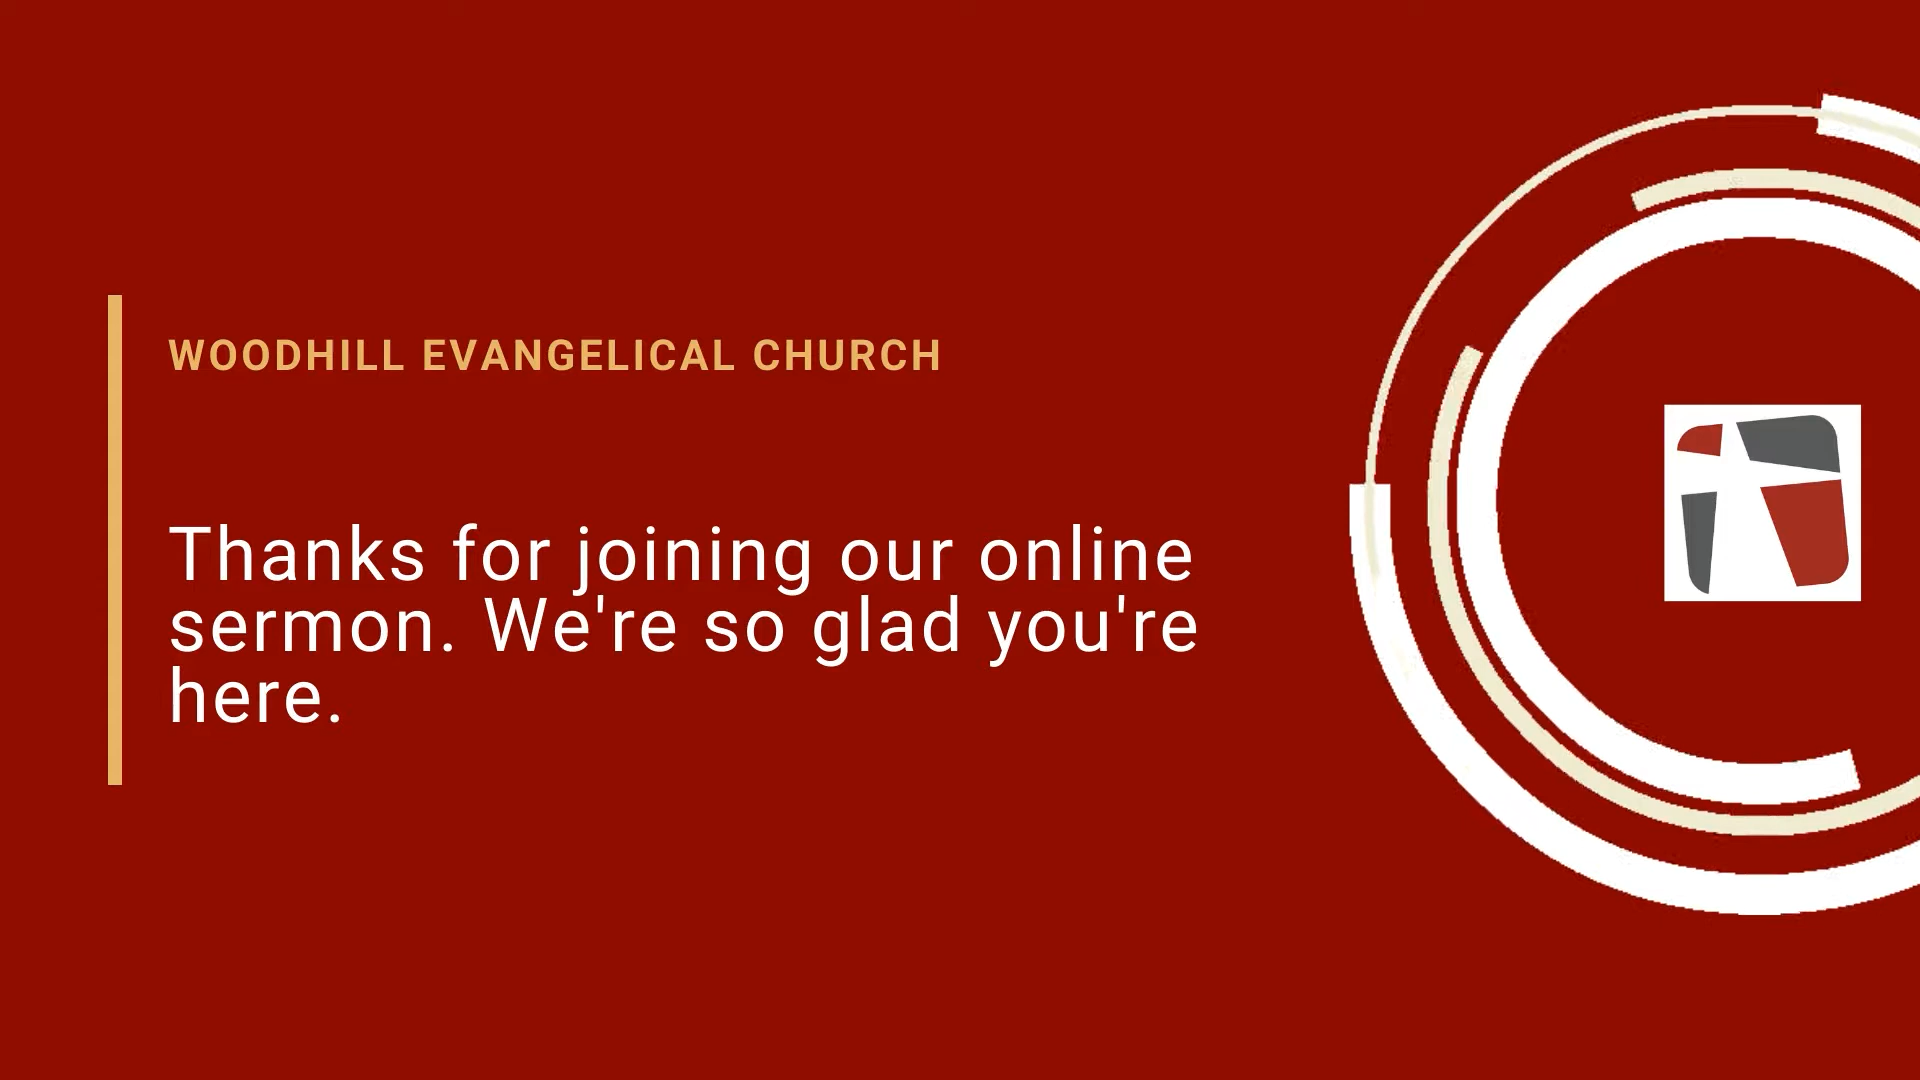 WOODHILL EVANGELICAL CHURCH
Thanks for joining our online
sermon. We're so glad you're
here.